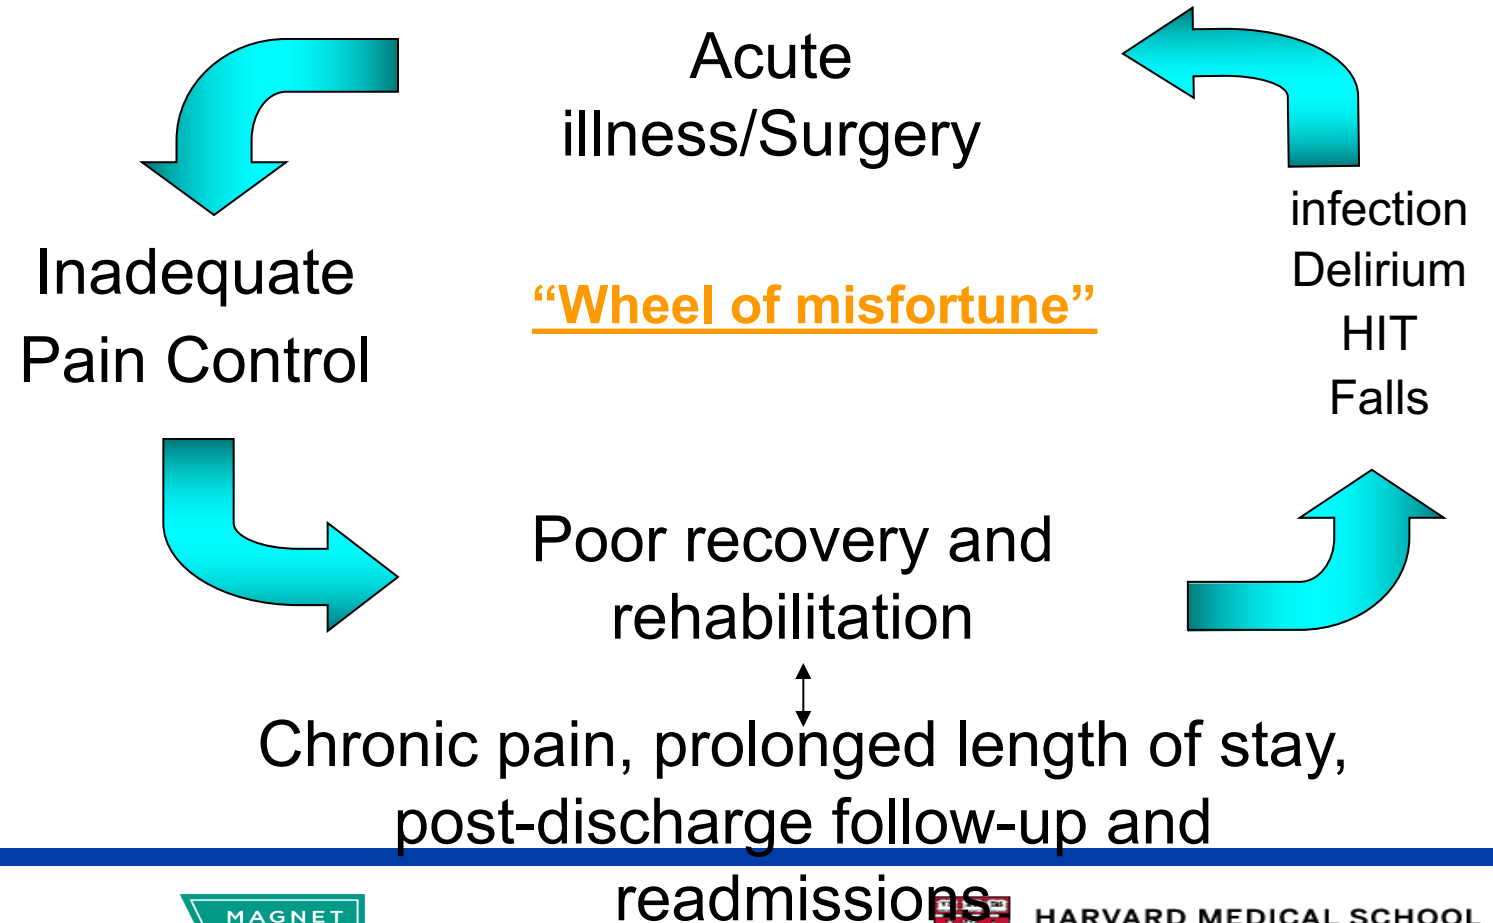 Acute
illness/Surgery
Inadequate
Pain Control
“Wheel of misfortune”
infection
Delirium
HIT
Falls
Poor recovery and
rehabilitation
Chronic pain, prolonged length of stay,
post-discharge follow-up and
readmissions.
MAGNET
HARVARD MEDICAL SCHOOL